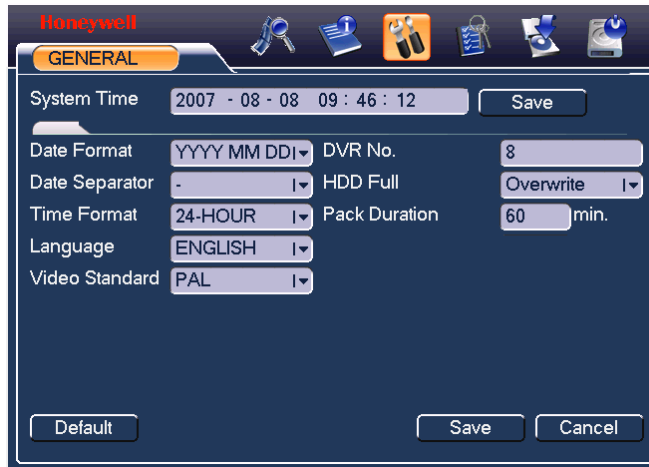 Honeywell
GENERAL
System Time 2007 - 08 - 08 09 : 46 : 12 Save
Date Format YYYY MM DD DVR No. 8
Date Separator - HDD Full Overwrite
Time Format 24-HOUR Pack Duration 60 min.
Language ENGLISH
Video Standard PAL
Default Save Cancel